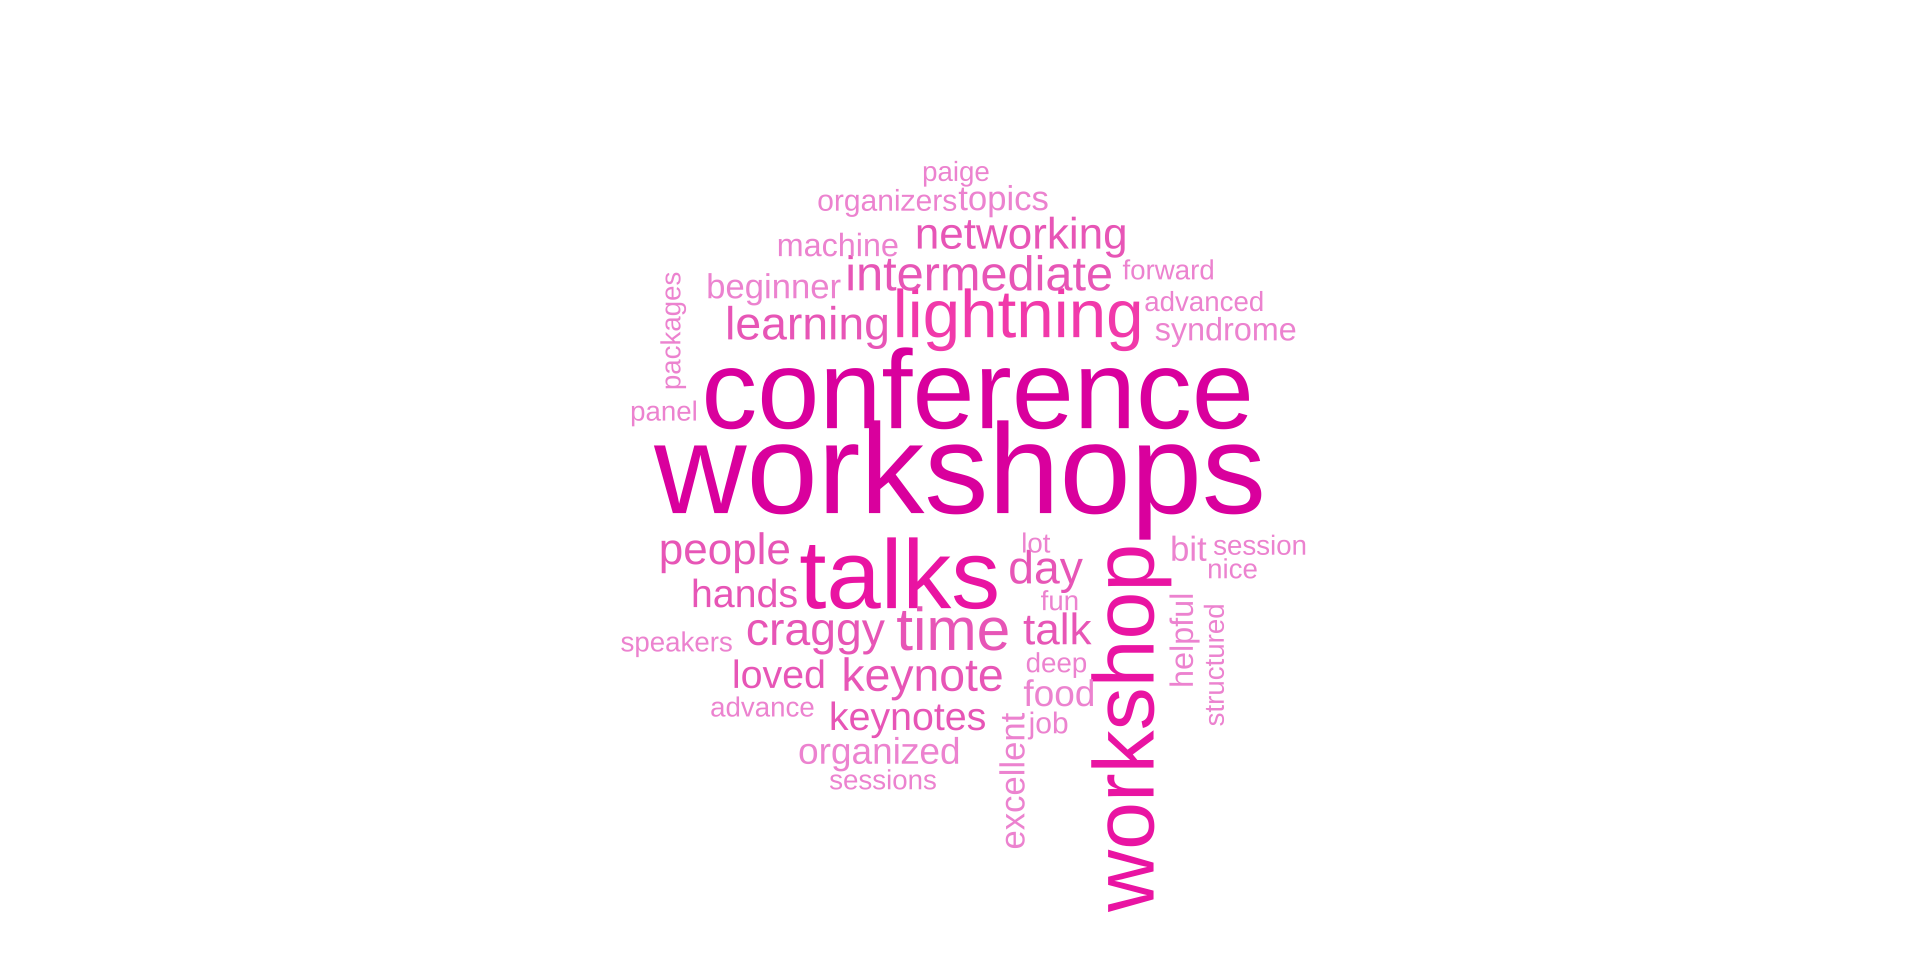 paige
organizers topics
machine networking
beginner intermediate forward
packages learning lightning advanced
syndrome
panel conference
workshops
people talks lot day workshop bit session
nice
hands fun helpful structured
speakers craggy time talk
loved keynote deep
advance keynotes food
job
organized excellent
sessions